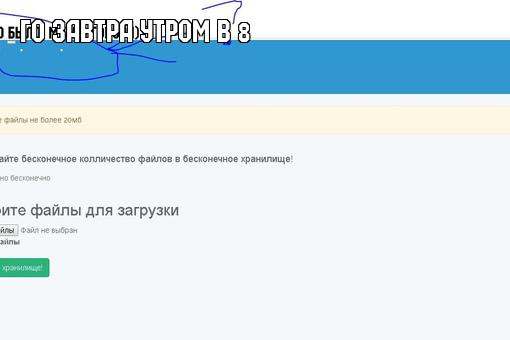 ГО ЗАВТРА УТРОМ В 8
е файлы не более 20мб
айте бесконечное колличество файлов в бесконечное хранилище!
но бесконечно
рите файлы для загрузки
йлы Файл не выбран
айлы
хранилище!